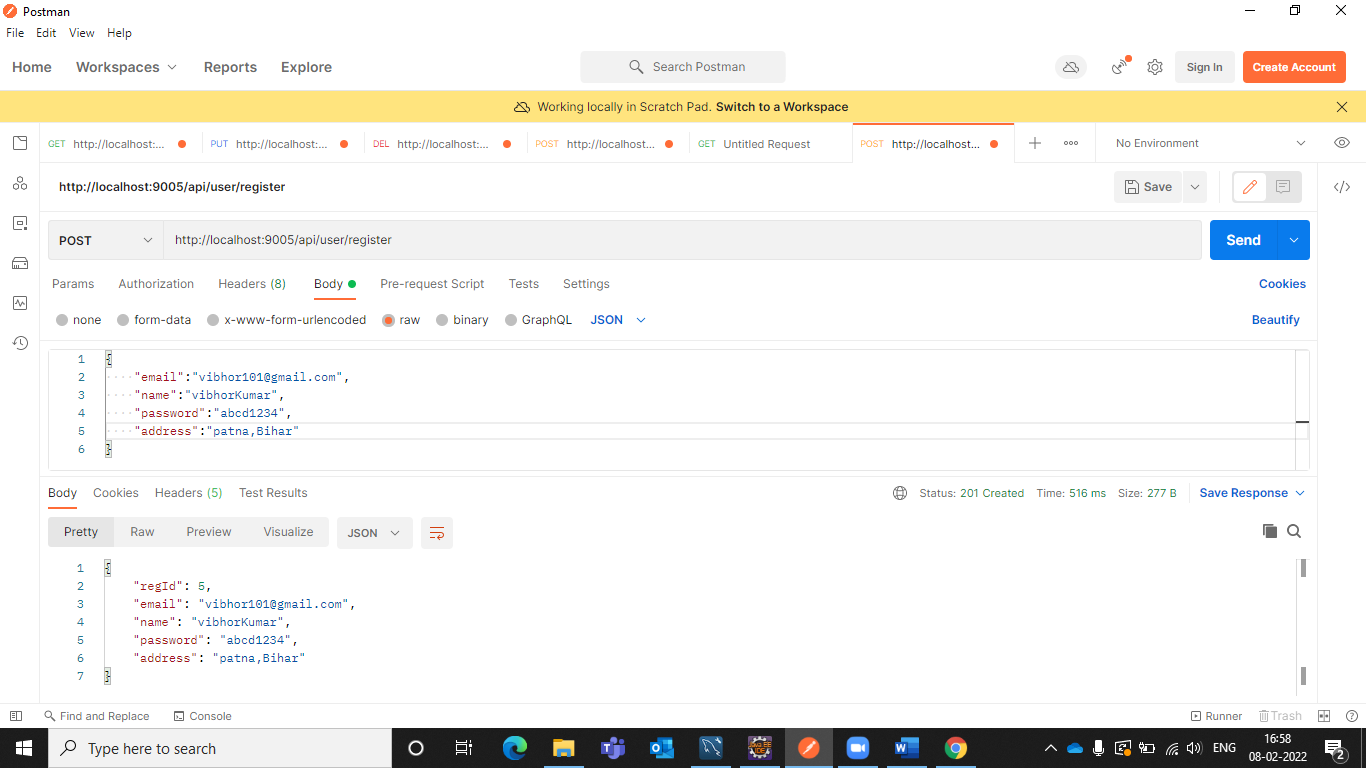 Postman
File Edit View Help
Home Workspaces Reports Explore Search Postman Sign In Create Account
Working locally in Scratch Pad. Switch to a Workspace
GET http://localhost:... PUT http://localhost:... DEL http://localhost:... POST http://localhost... GET Untitled Request POST http://localhost... No Environment
http://localhost:9005/api/user/register Save
POST http://localhost:9005/api/user/register Send
Params Authorization Headers (8) Body Pre-request Script Tests Settings Cookies
none form-data x-www-form-urlencoded raw binary GraphQL JSON Beautify
1 {
2 "email":"vibhor101@gmail.com",
3 "name":"vibhorKumar",
4 "password":"abcd1234",
5 "address":"patna,Bihar"
6 }
Body Cookies Headers (5) Test Results Status: 201 Created Time: 516 ms Size: 277 B Save Response
Pretty Raw Preview Visualize JSON
1 {
2 "regId": 5,
3 "email": "vibhor101@gmail.com",
4 "name": "vibhorKumar",
5 "password": "abcd1234",
6 "address": "patna,Bihar"
7 }
Find and Replace Console Runner Trash
Type here to search ENG 16:58
08-02-2022 2